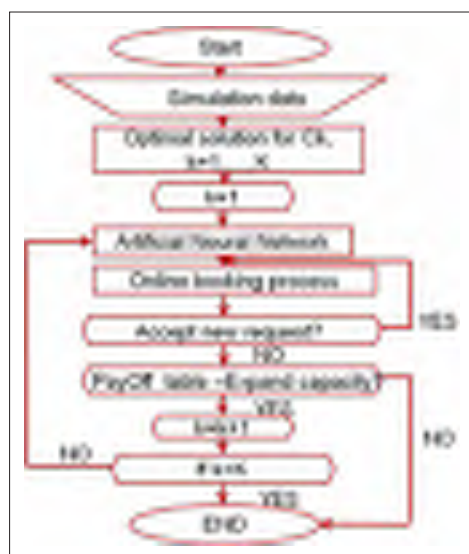 Start
Simulation data
Optimal solution for Ck,
k=1 K
k=1
Artificial Neural Network
Online booking process
Accept new request?
YES
NO
PayOff table -Expand capacity?
YES
NO
k=k+1
NO
YES
END